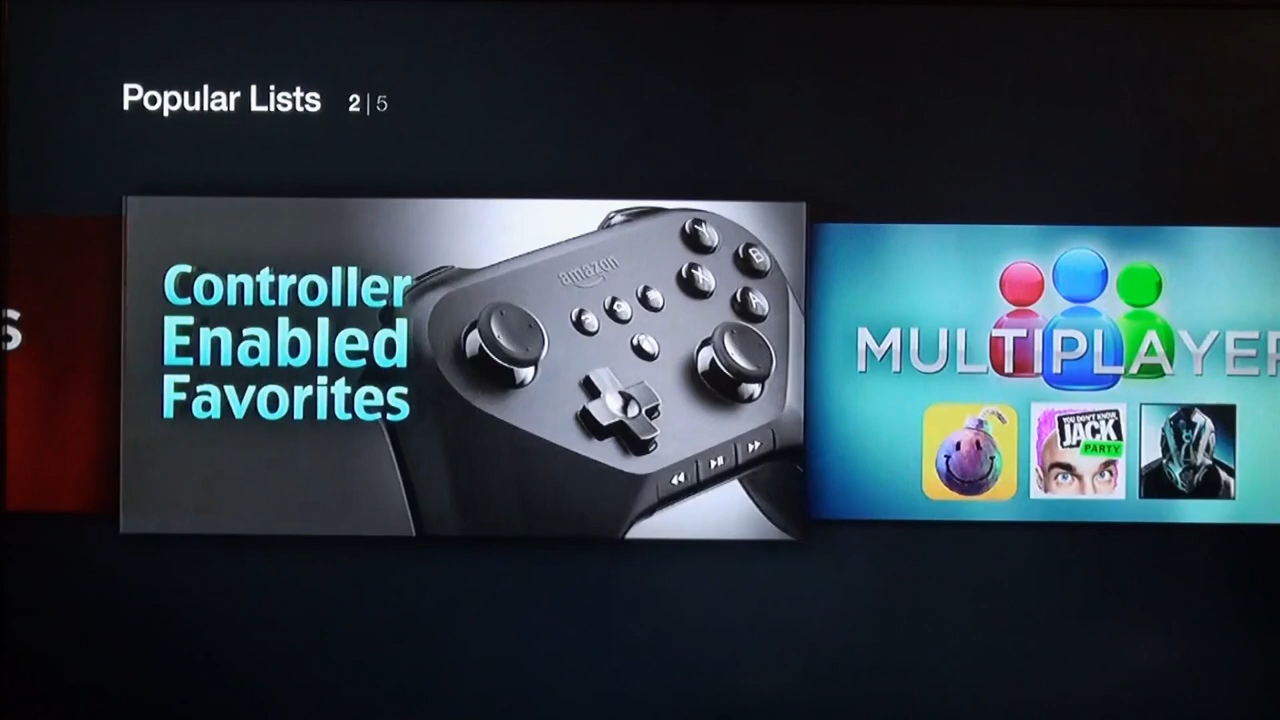 Popular Lists 2|5
S
Controller
Enabled
Favorites
amazon
Y
B
X
A
MULTIPLAYER
YOU DON'T KNOW
JACK
PARTY